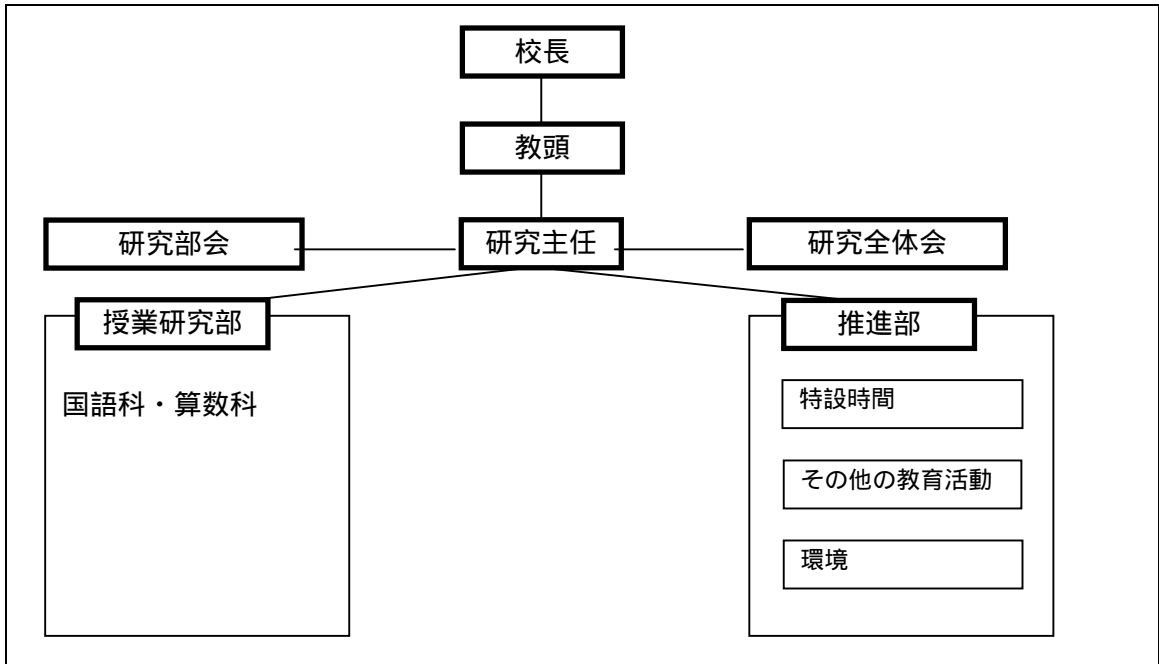 校長
教頭
研究部会
研究主任
研究全体会
授業研究部
推進部
国語科・算数科
特設時間
その他の教育活動
環境